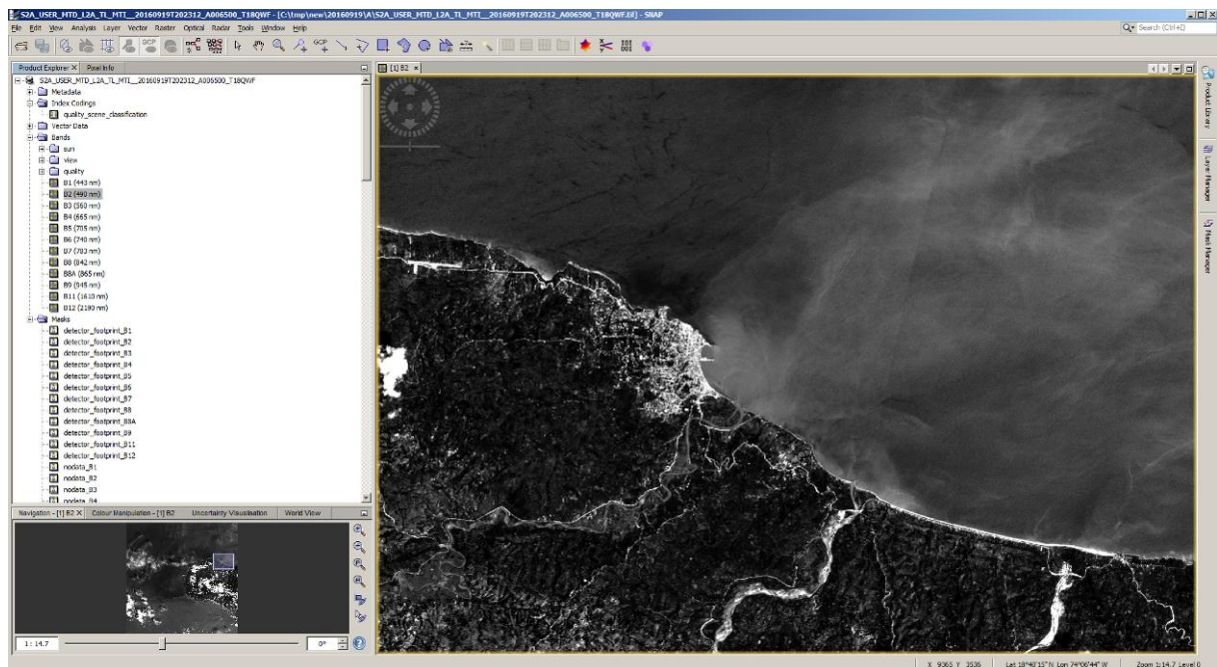 S2A_USER_MTD_L2A_TL_MTI__20160919T202312_A006500_T18QWF - [C:\tmp\new\20160919\A\S2A_USER_MTD_L2A_TL_MTI__20160919T202312_A006500_T18QWF.til] - SNAP
File Edit View Analysis Layer Vector Raster Optical Radar Tools Window Help
Search (Ctrl+I)
Product Explorer Pixel Info
[1] B2
S2A_USER_MTD_L2A_TL_MTI__20160919T202312_A006500_T18QWF
Metadata
Index Codings
quality_scene_classification
Vector Data
Bands
sun
view
quality
B1 (443 nm)
B2 (490 nm)
B3 (560 nm)
B4 (665 nm)
B5 (705 nm)
B6 (740 nm)
B7 (783 nm)
B8 (842 nm)
B8A (865 nm)
B9 (945 nm)
B11 (1610 nm)
B12 (2190 nm)
Masks
detector_footprint_B1
detector_footprint_B2
detector_footprint_B3
detector_footprint_B4
detector_footprint_B5
detector_footprint_B6
detector_footprint_B7
detector_footprint_B8
detector_footprint_B8A
detector_footprint_B9
detector_footprint_B11
detector_footprint_B12
nodata_B1
nodata_B2
nodata_B3
nodata_B4
Product Library
Layer Manager
Mask Manager
Navigation - [1] B2 Colour Manipulation - [1] B2 Uncertainty Visualisation World View
1 : 14.7
0°
X 9365 Y 3536 Lat 18°40'15" N Lon 74°06'44" W Zoom 1:14.7 Level 0